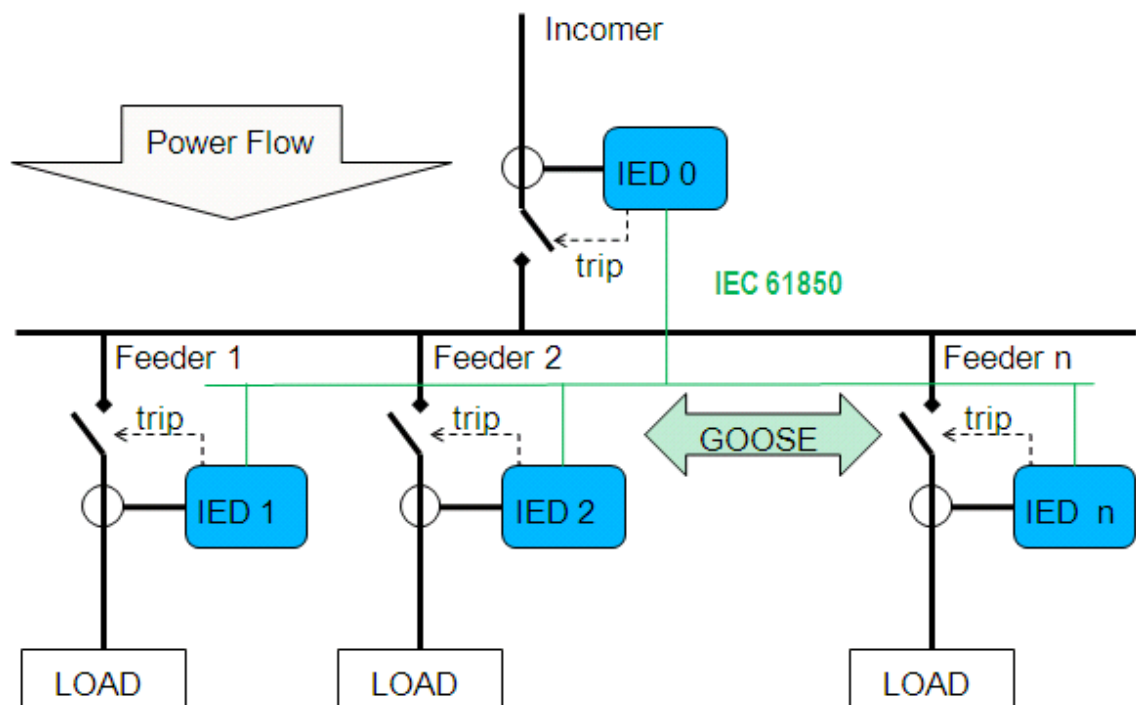 Incomer
Power Flow
IED 0
trip
IEC 61850
Feeder 1
Feeder 2
Feeder n
trip
trip
trip
GOOSE
IED 1
IED 2
IED n
LOAD
LOAD
LOAD